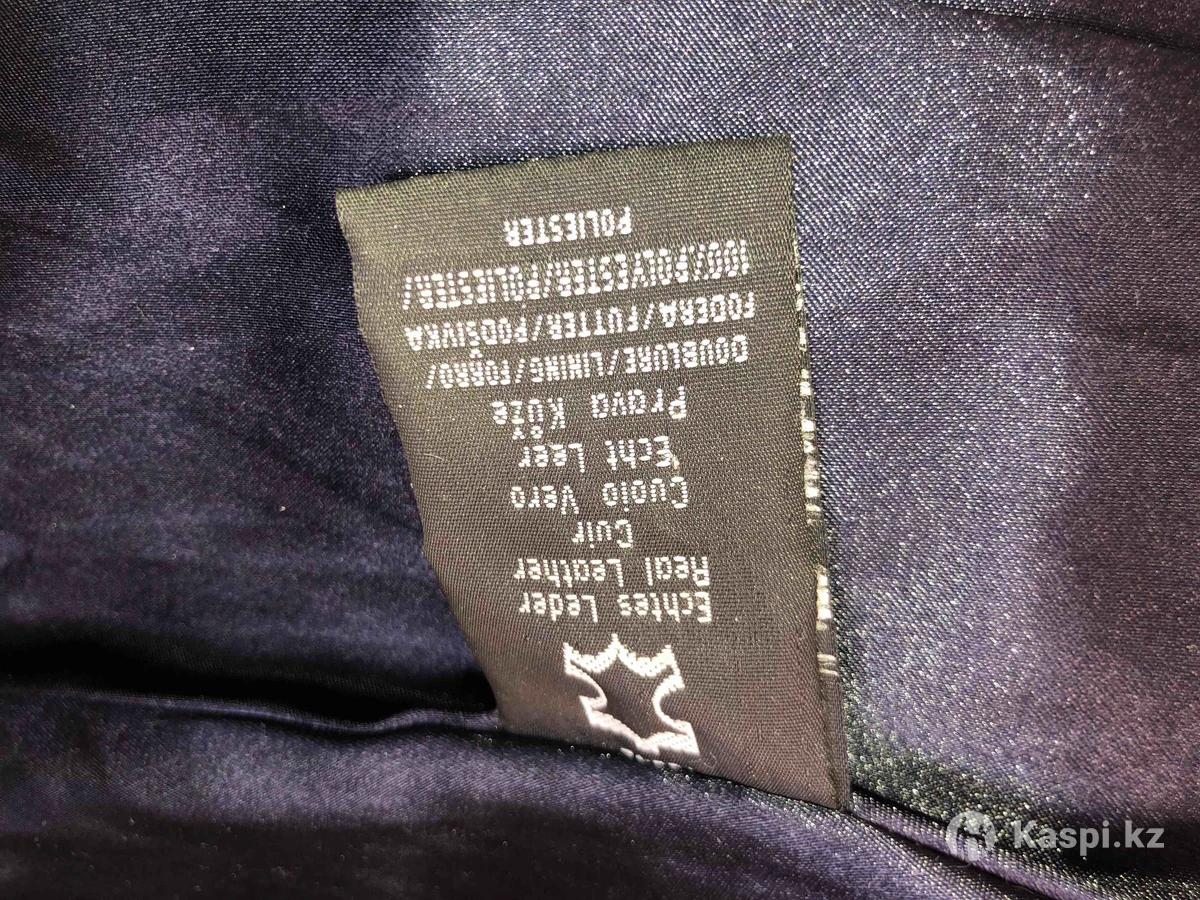 Echtes Leder
Real Leather
Cuir
Cuoio Vero
Echt Leer
Prava Kůže
DOUBLURE/LINING/FORRO/
FODERA/FUTTER/PODŠIVKA
100%POLYESTER/POLIESTER/
POLIESTER
Kaspi.kz